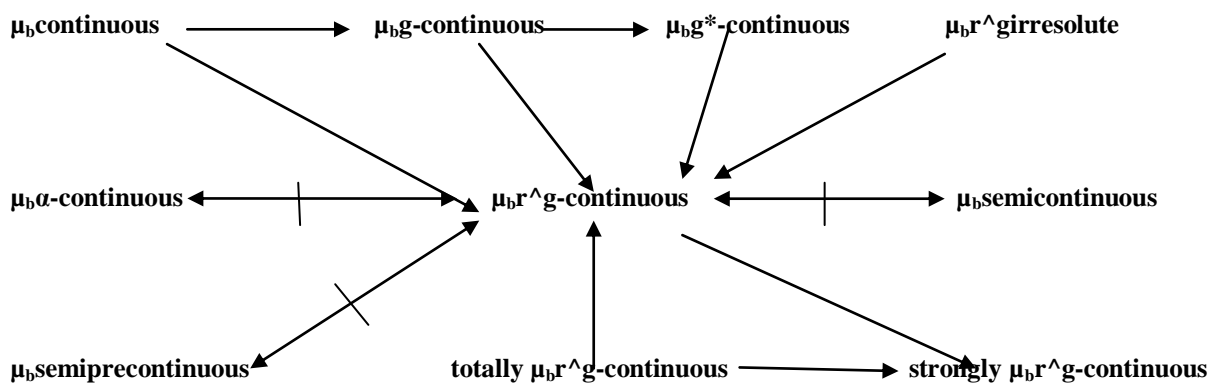 μbcontinuous μbg-continuous μbg*-continuous μbr^girresolute
μbα-continuous μbr^g-continuous μbsemicontinuous
μbsemiprecontinuous totally μbr^g-continuous strongly μbr^g-continuous